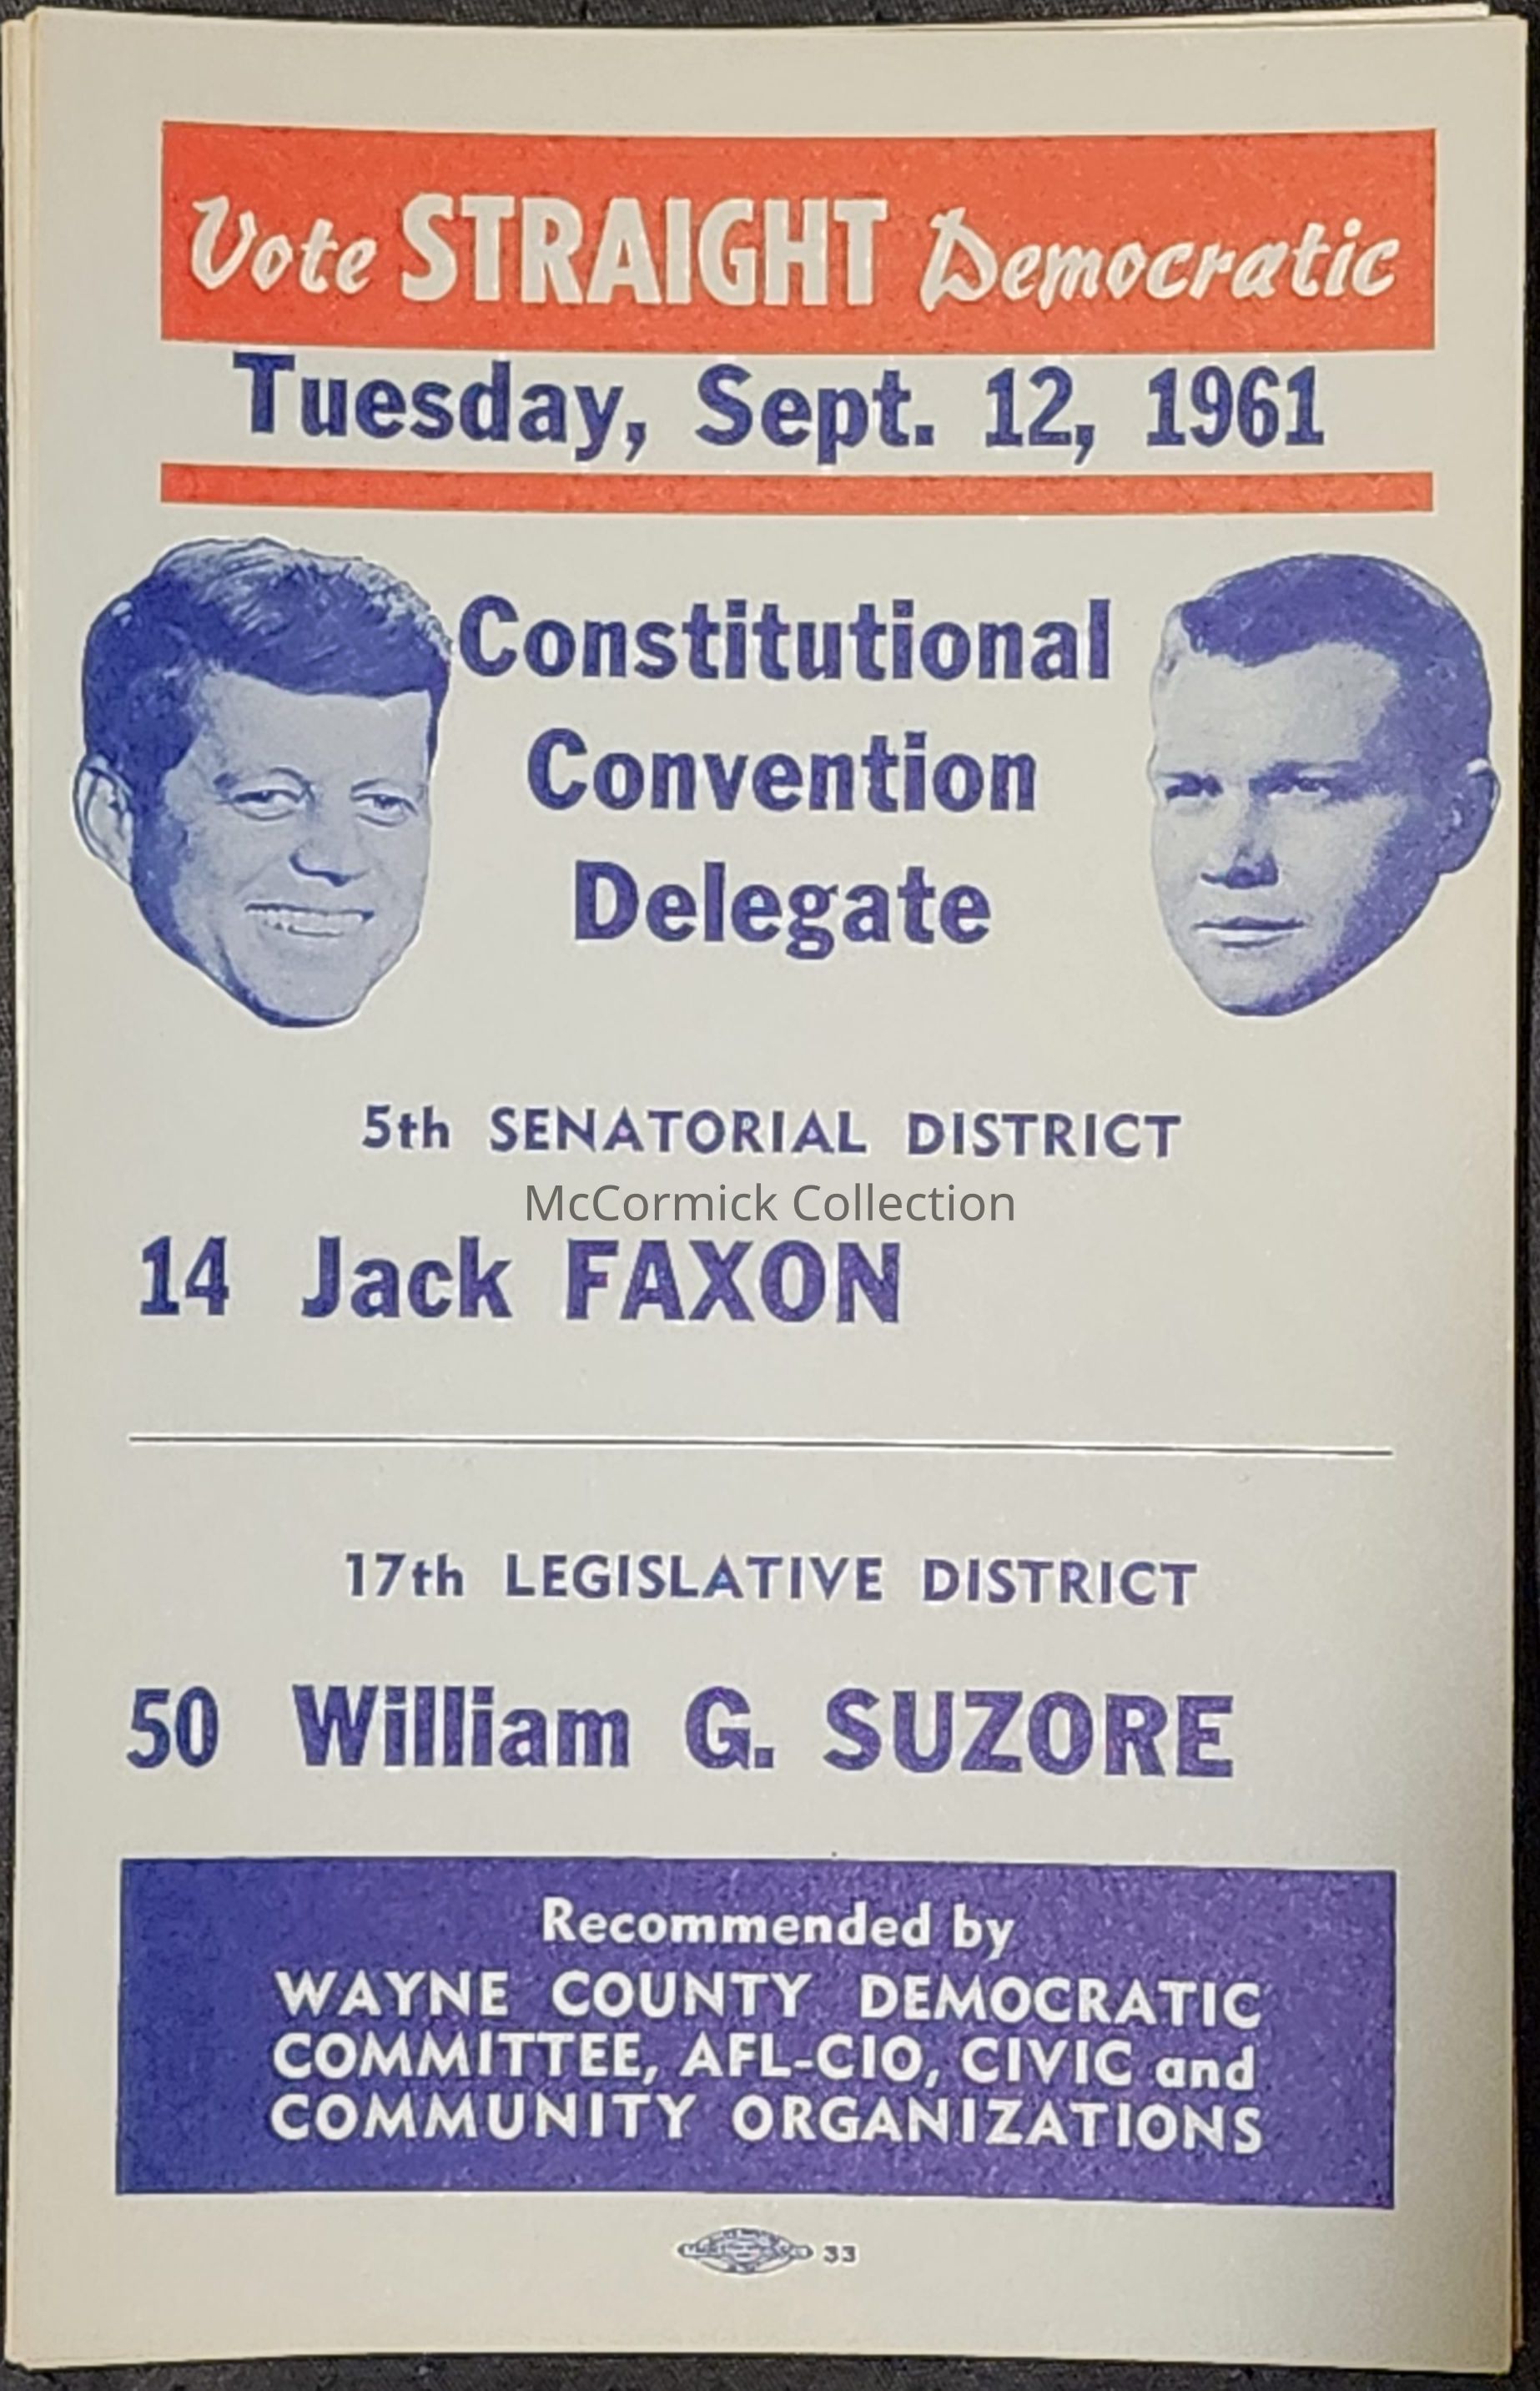 Vote STRAIGHT Democratic
Tuesday, Sept. 12, 1961
Constitutional
Convention
Delegate
5th SENATORIAL DISTRICT
McCormick Collection
14 Jack FAXON
17th LEGISLATIVE DISTRICT
50 William G. SUZORE
Recommended by
WAYNE COUNTY DEMOCRATIC
COMMITTEE, AFL-CIO, CIVIC and
COMMUNITY ORGANIZATIONS
33